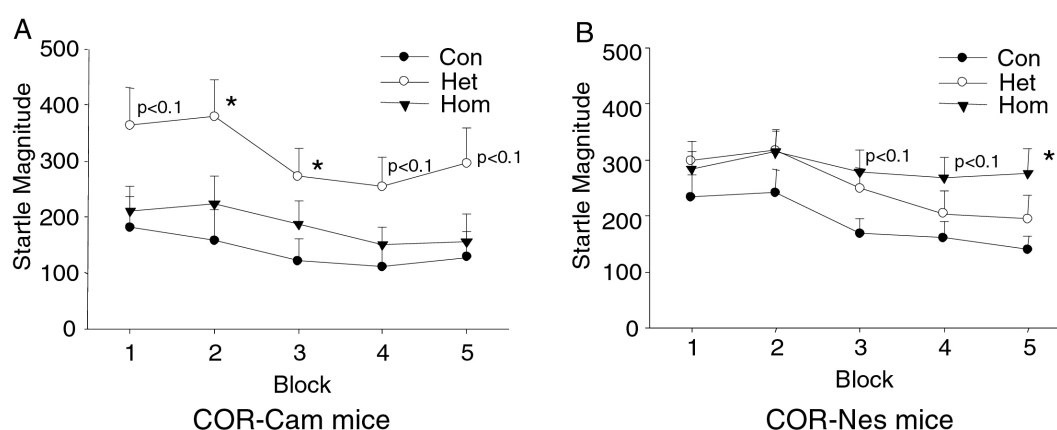 A
Startle Magnitude
500
400
300
200
100
0
Con
Het
Hom
p<0.1
*
*
p<0.1
p<0.1
1 2 3 4 5
Block
COR-Cam mice
B
Startle Magnitude
500
400
300
200
100
0
Con
Het
Hom
p<0.1
p<0.1
*
1 2 3 4 5
Block
COR-Nes mice